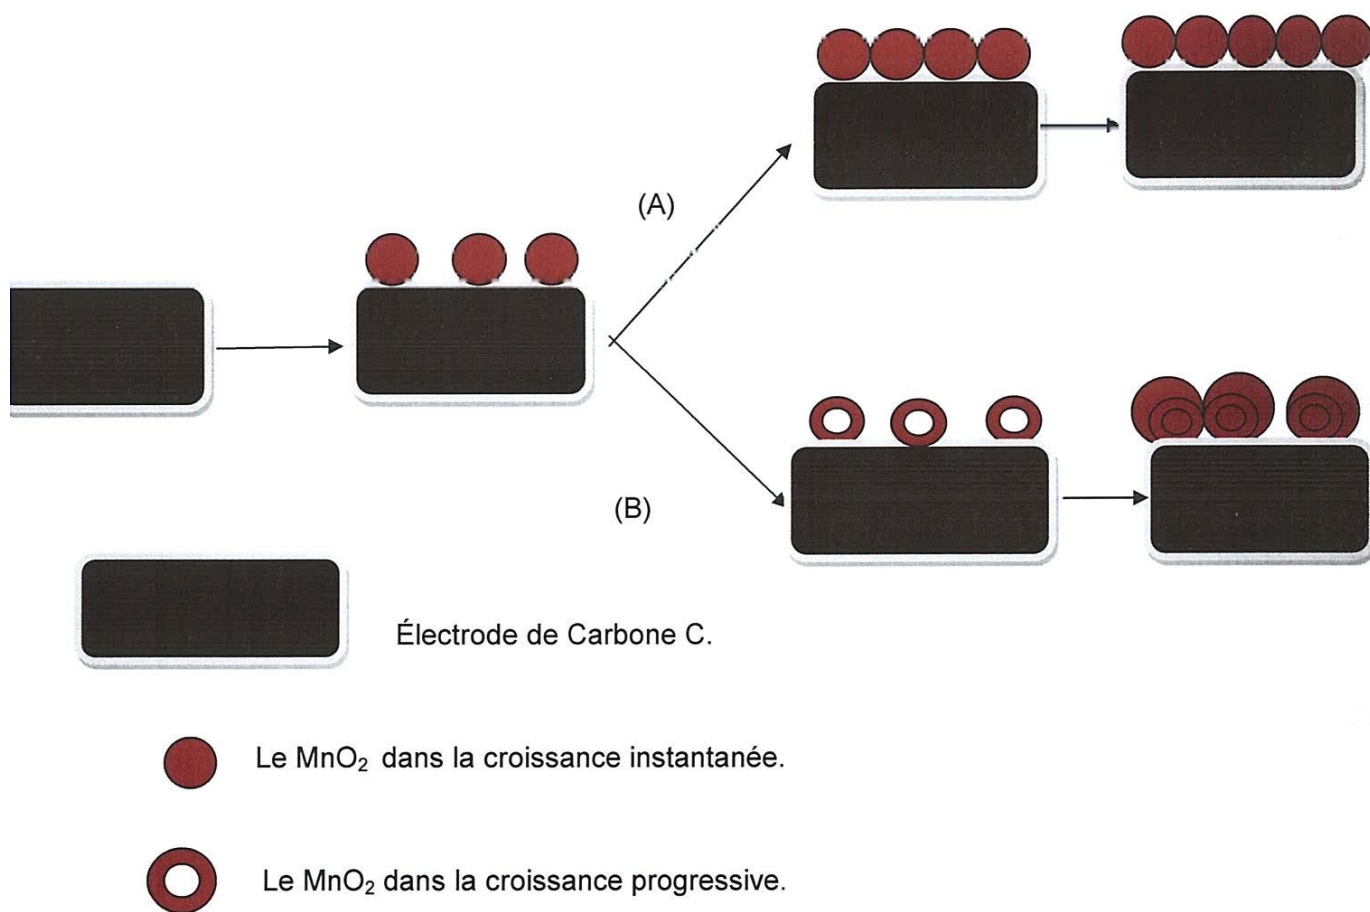 (A)
(B)
Électrode de Carbone C.
Le MnO₂ dans la croissance instantanée.
Le MnO₂ dans la croissance progressive.